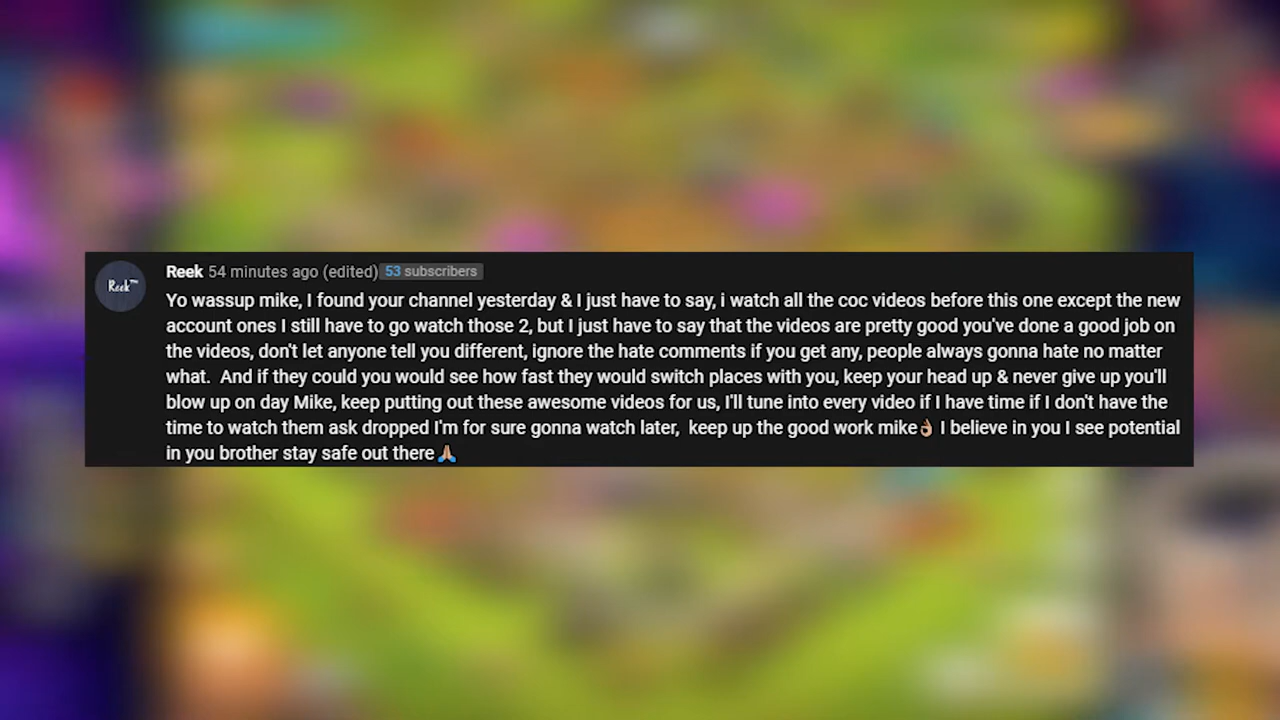 Reek™
Reek 54 minutes ago (edited) 53 subscribers
Yo wassup mike, I found your channel yesterday & I just have to say, i watch all the coc videos before this one except the new
account ones I still have to go watch those 2, but I just have to say that the videos are pretty good you've done a good job on
the videos, don't let anyone tell you different, ignore the hate comments if you get any, people always gonna hate no matter
what.  And if they could you would see how fast they would switch places with you, keep your head up & never give up you'll
blow up on day Mike, keep putting out these awesome videos for us, I'll tune into every video if I have time if I don't have the
time to watch them ask dropped I'm for sure gonna watch later,  keep up the good work mike👌🏽 I believe in you I see potential
in you brother stay safe out there🙏🏽